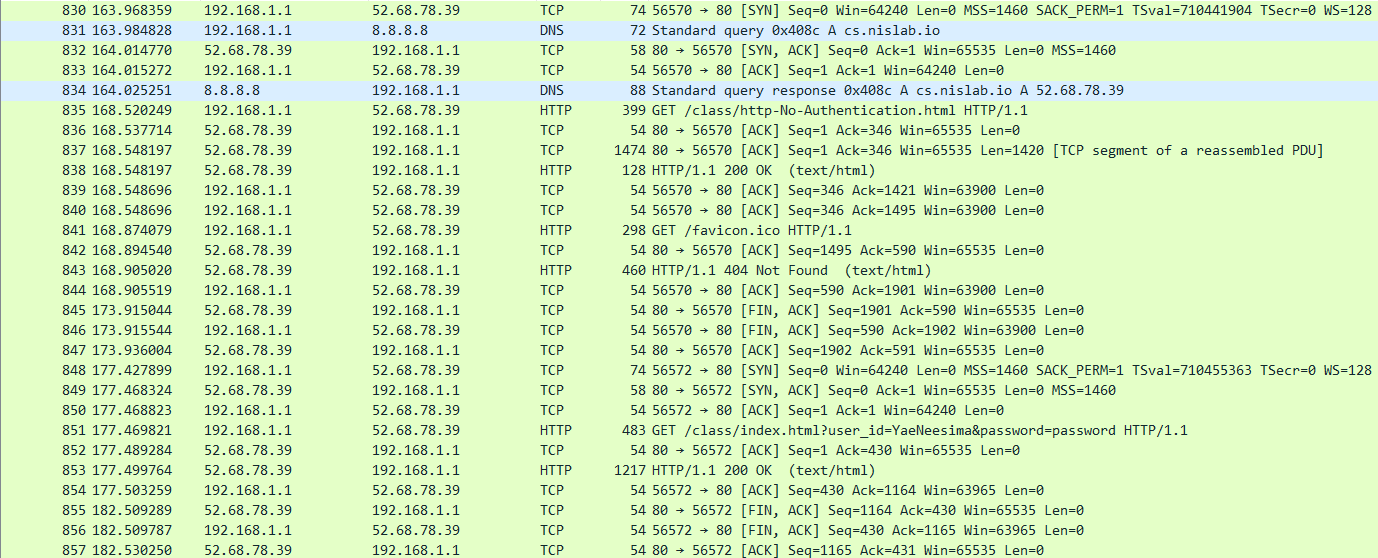 830 163.968359 192.168.1.1 52.68.78.39 TCP 74 56570 → 80 [SYN] Seq=0 Win=64240 Len=0 MSS=1460 SACK_PERM=1 TSval=710441904 TSecr=0 WS=128
831 163.984828 192.168.1.1 8.8.8.8 DNS 72 Standard query 0x408c A cs.nislab.io
832 164.014770 52.68.78.39 192.168.1.1 TCP 58 80 → 56570 [SYN, ACK] Seq=0 Ack=1 Win=65535 Len=0 MSS=1460
833 164.015272 192.168.1.1 52.68.78.39 TCP 54 56570 → 80 [ACK] Seq=1 Ack=1 Win=64240 Len=0
834 164.025251 8.8.8.8 192.168.1.1 DNS 88 Standard query response 0x408c A cs.nislab.io A 52.68.78.39
835 168.520249 192.168.1.1 52.68.78.39 HTTP 399 GET /class/http-No-Authentication.html HTTP/1.1
836 168.537714 52.68.78.39 192.168.1.1 TCP 54 80 → 56570 [ACK] Seq=1 Ack=346 Win=65535 Len=0
837 168.548197 52.68.78.39 192.168.1.1 TCP 1474 80 → 56570 [ACK] Seq=1 Ack=346 Win=65535 Len=1420 [TCP segment of a reassembled PDU]
838 168.548197 52.68.78.39 192.168.1.1 HTTP 128 HTTP/1.1 200 OK (text/html)
839 168.548696 192.168.1.1 52.68.78.39 TCP 54 56570 → 80 [ACK] Seq=346 Ack=1421 Win=63900 Len=0
840 168.548696 192.168.1.1 52.68.78.39 TCP 54 56570 → 80 [ACK] Seq=346 Ack=1495 Win=63900 Len=0
841 168.874079 192.168.1.1 52.68.78.39 HTTP 298 GET /favicon.ico HTTP/1.1
842 168.894540 52.68.78.39 192.168.1.1 TCP 54 80 → 56570 [ACK] Seq=1495 Ack=590 Win=65535 Len=0
843 168.905020 52.68.78.39 192.168.1.1 HTTP 460 HTTP/1.1 404 Not Found (text/html)
844 168.905519 192.168.1.1 52.68.78.39 TCP 54 56570 → 80 [ACK] Seq=590 Ack=1901 Win=63900 Len=0
845 173.915044 52.68.78.39 192.168.1.1 TCP 54 80 → 56570 [FIN, ACK] Seq=1901 Ack=590 Win=65535 Len=0
846 173.915544 192.168.1.1 52.68.78.39 TCP 54 56570 → 80 [FIN, ACK] Seq=590 Ack=1902 Win=63900 Len=0
847 173.936004 52.68.78.39 192.168.1.1 TCP 54 80 → 56570 [ACK] Seq=1902 Ack=591 Win=65535 Len=0
848 177.427899 192.168.1.1 52.68.78.39 TCP 74 56572 → 80 [SYN] Seq=0 Win=64240 Len=0 MSS=1460 SACK_PERM=1 TSval=710455363 TSecr=0 WS=128
849 177.468324 52.68.78.39 192.168.1.1 TCP 58 80 → 56572 [SYN, ACK] Seq=0 Ack=1 Win=65535 Len=0 MSS=1460
850 177.468823 192.168.1.1 52.68.78.39 TCP 54 56572 → 80 [ACK] Seq=1 Ack=1 Win=64240 Len=0
851 177.469821 192.168.1.1 52.68.78.39 HTTP 483 GET /class/index.html?user_id=YaeNeesima&password=password HTTP/1.1
852 177.489284 52.68.78.39 192.168.1.1 TCP 54 80 → 56572 [ACK] Seq=1 Ack=430 Win=65535 Len=0
853 177.499764 52.68.78.39 192.168.1.1 HTTP 1217 HTTP/1.1 200 OK (text/html)
854 177.503259 192.168.1.1 52.68.78.39 TCP 54 56572 → 80 [ACK] Seq=430 Ack=1164 Win=63965 Len=0
855 182.509289 52.68.78.39 192.168.1.1 TCP 54 80 → 56572 [FIN, ACK] Seq=1164 Ack=430 Win=65535 Len=0
856 182.509787 192.168.1.1 52.68.78.39 TCP 54 56572 → 80 [FIN, ACK] Seq=430 Ack=1165 Win=63965 Len=0
857 182.530250 52.68.78.39 192.168.1.1 TCP 54 80 → 56572 [ACK] Seq=1165 Ack=431 Win=65535 Len=0